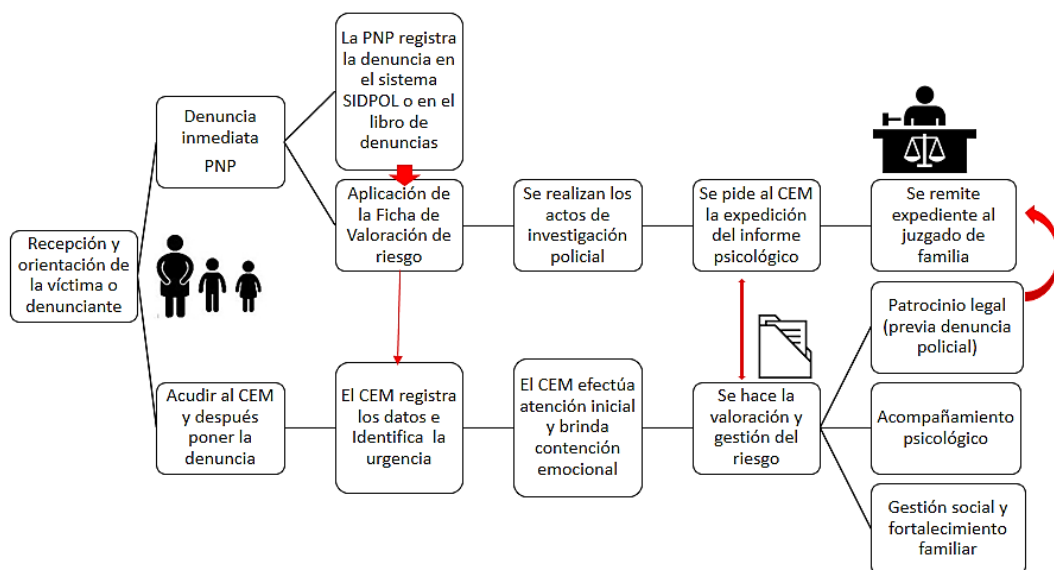 Recepción y
orientación de
la víctima o
denunciante
Denuncia
inmediata
PNP
La PNP registra
la denuncia en
el sistema
SIDPOL o en el
libro de
denuncias
Aplicación de
la Ficha de
Valoración de
riesgo
Se realizan los
actos de
investigación
policial
Se pide al CEM
la expedición
del informe
psicológico
Se remite
expediente al
juzgado de
familia
Acudir al CEM
y después
poner la
denuncia
El CEM registra
los datos e
Identifica la
urgencia
El CEM efectúa
atención inicial
y brinda
contención
emocional
Se hace la
valoración y
gestión del
riesgo
Patrocinio legal
(previa denuncia
policial)
Acompañamiento
psicológico
Gestión social y
fortalecimiento
familiar